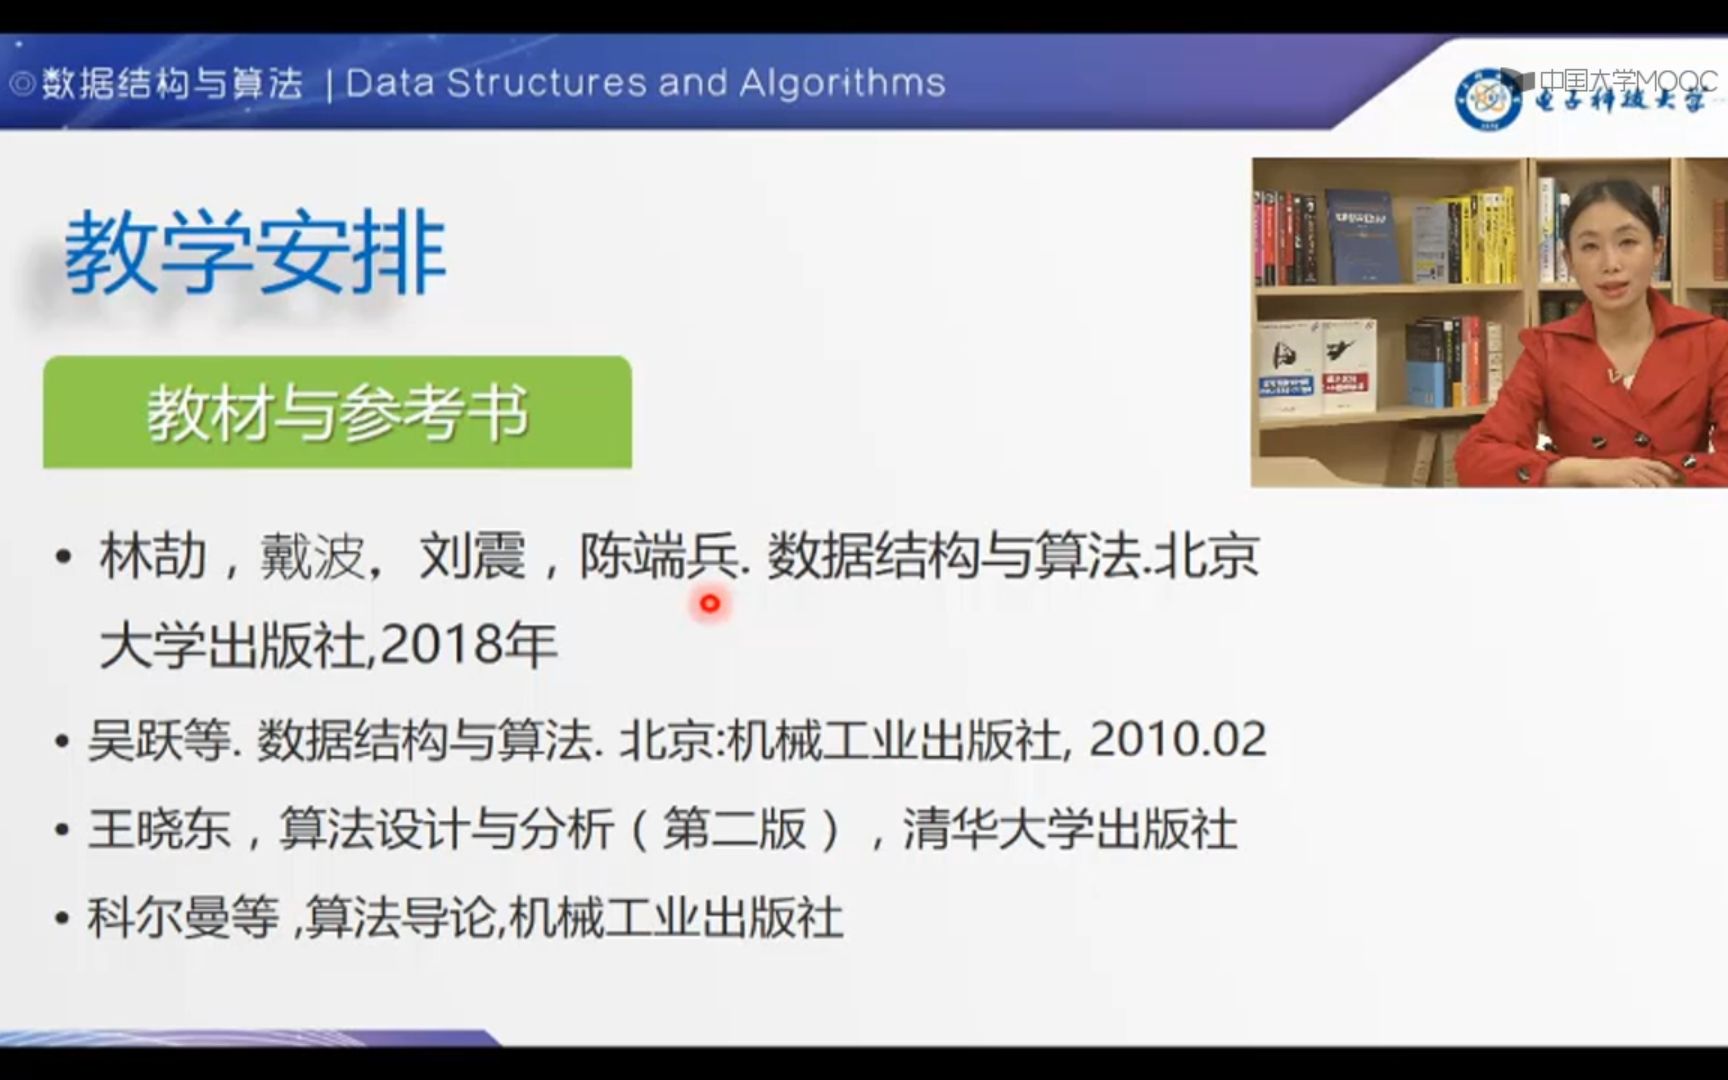 ◎数据结构与算法 | Data Structures and Algorithms
中国大学MOOC
电子科技大学
教学安排
教材与参考书
• 林劼，戴波，刘震，陈端兵. 数据结构与算法.北京
大学出版社,2018年
• 吴跃等. 数据结构与算法. 北京:机械工业出版社, 2010.02
• 王晓东，算法设计与分析（第二版），清华大学出版社
• 科尔曼等 ,算法导论,机械工业出版社